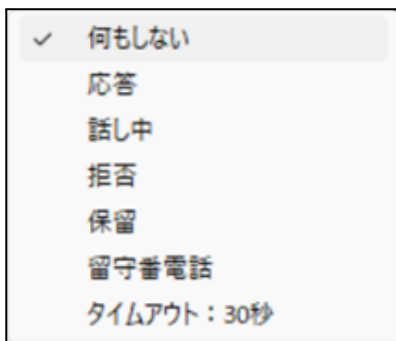 何もしない
応答
話し中
拒否
保留
留守番電話
タイムアウト：30秒